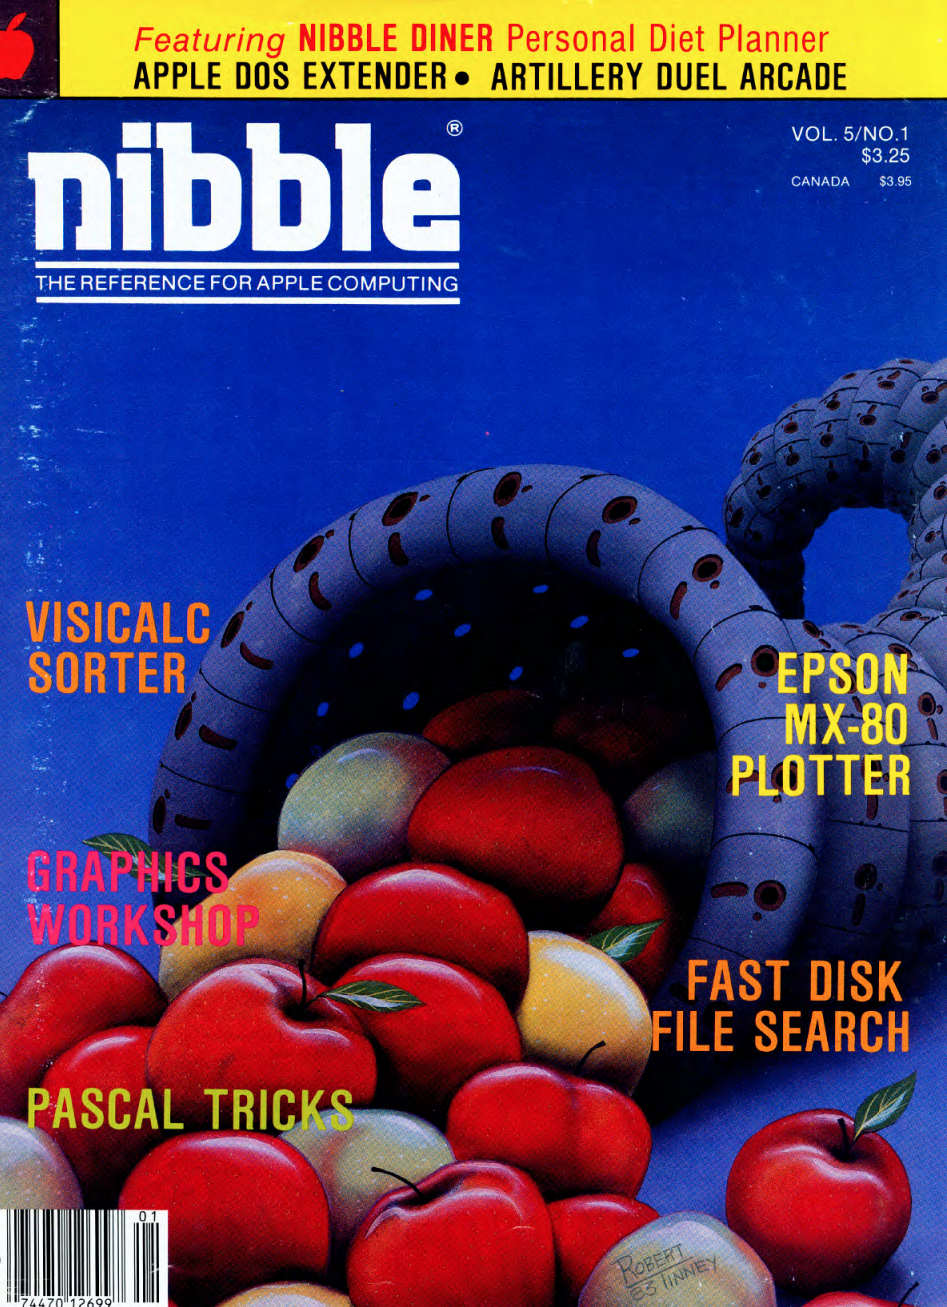 Featuring NIBBLE DINER Personal Diet Planner
APPLE DOS EXTENDER • ARTILLERY DUEL ARCADE
nibble®
THE REFERENCE FOR APPLE COMPUTING
VOL. 5/NO.1
$3.25
CANADA $3.95
VISICALC
SORTER
EPSON
MX-80
PLOTTER
GRAPHICS
WORKSHOP
FAST DISK
FILE SEARCH
PASCAL TRICKS
01
74470 12699
ROBERT
83 TINNEY